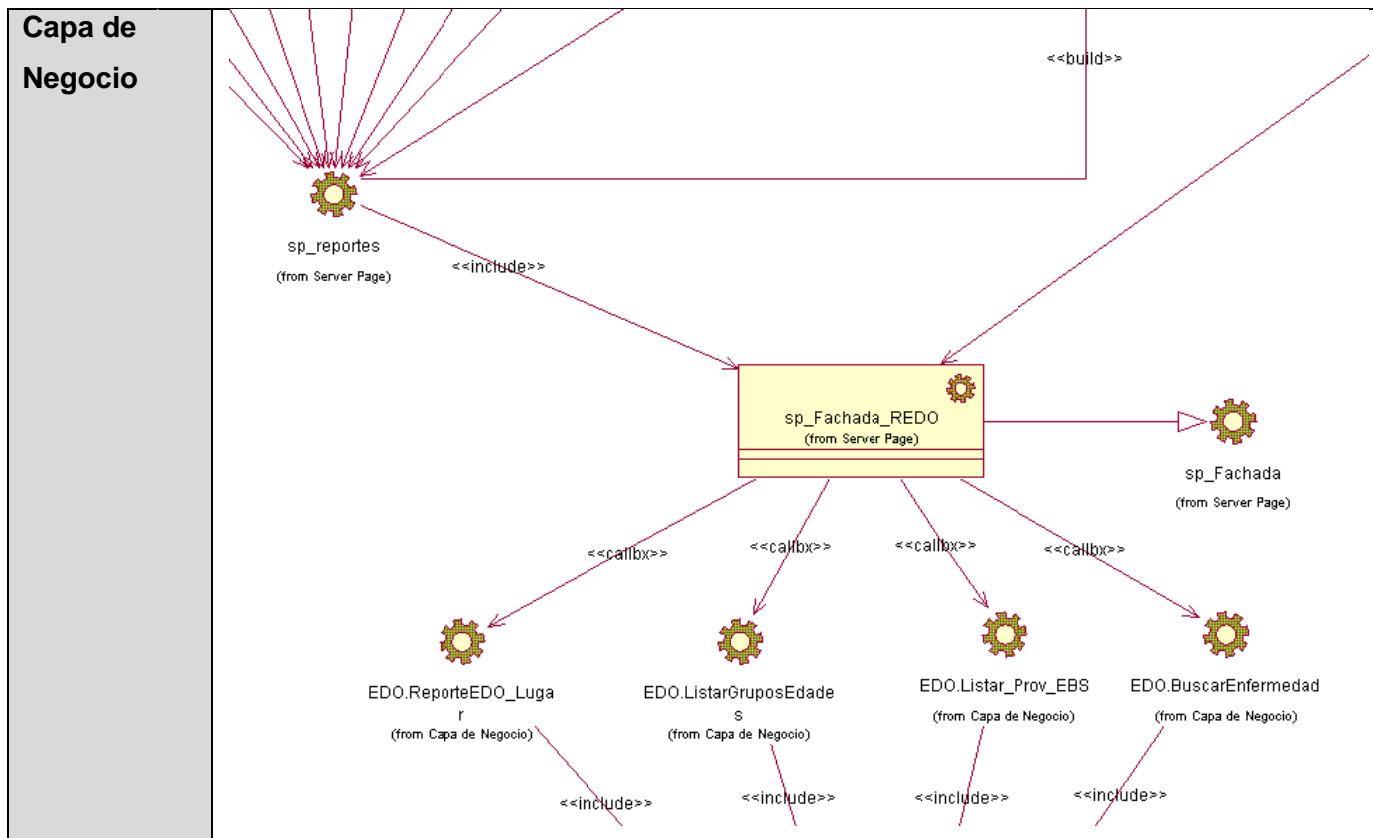 Capa de
Negocio
<<build>>
sp_reportes
(from Server Page)
<<include>>
sp_Fachada_REDO
(from Server Page)
sp_Fachada
(from Server Page)
<<callbx>>
<<callbx>>
<<callbx>>
<<callbx>>
EDO.ReporteEDO_Luga
r
(from Capa de Negocio)
EDO.ListarGruposEdade
s
(from Capa de Negocio)
EDO.Listar_Prov_EBS
(from Capa de Negocio)
EDO.BuscarEnfermedad
(from Capa de Negocio)
<<include>>
<<include>>
<<include>>
<<include>>